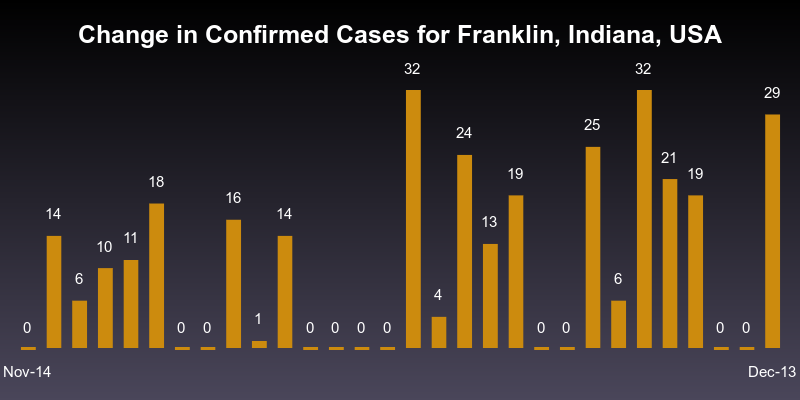 Change in Confirmed Cases for Franklin, Indiana, USA
0 14 6 10 11 18 0 0 16 1 14 0 0 0 0 32 4 24 13 19 0 0 25 6 32 21 19 0 0 29
Nov-14 Dec-13